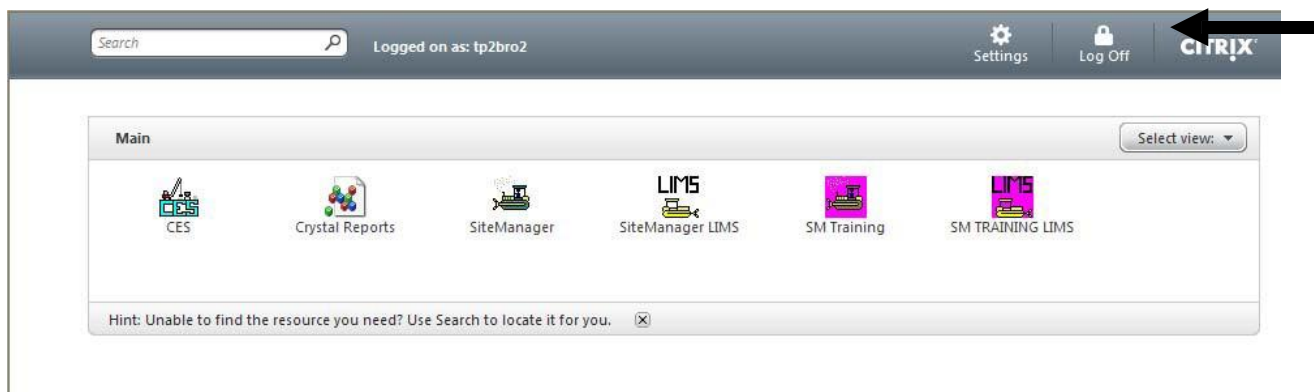 Search
Logged on as: tp2bro2
Settings
Log Off
CITRIX
Main
Select view:
CES
CES
Crystal Reports
SiteManager
LIMS
SiteManager LIMS
SM Training
LIMS
SM TRAINING LIMS
Hint: Unable to find the resource you need? Use Search to locate it for you.